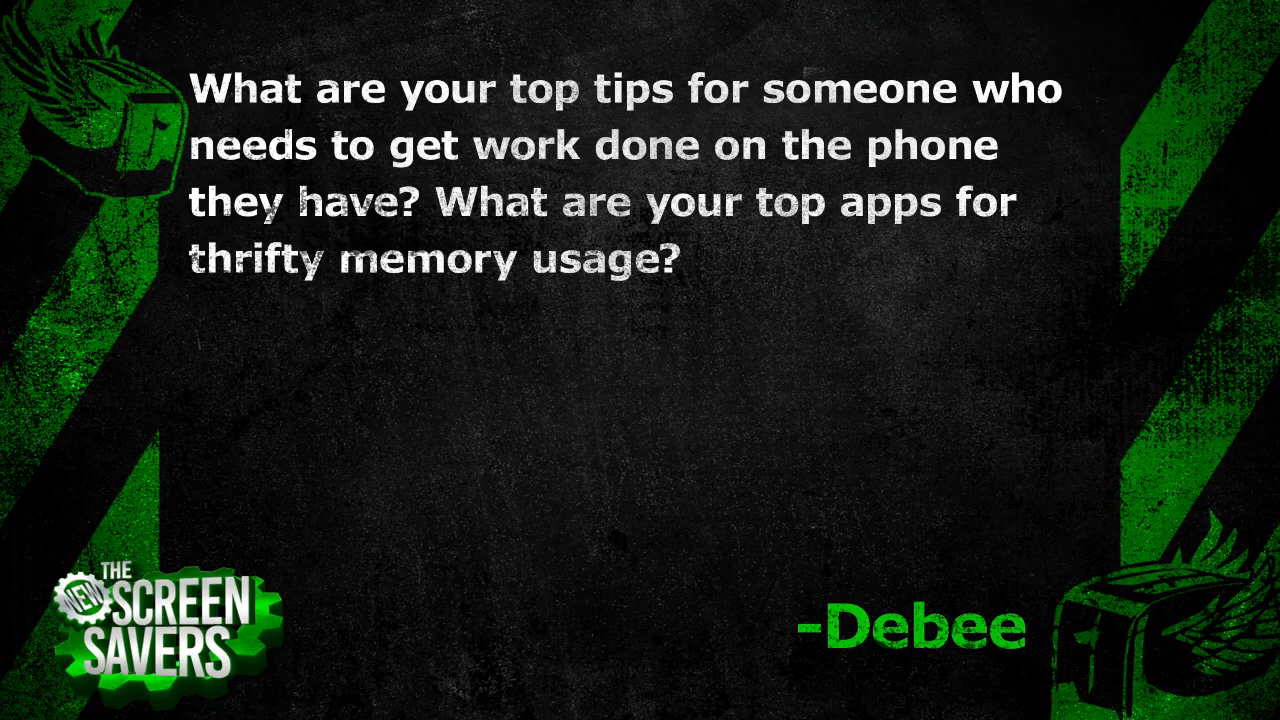 What are your top tips for someone who
needs to get work done on the phone
they have? What are your top apps for
thrifty memory usage?
-Debee
THE
NEW
SCREEN
SAVERS